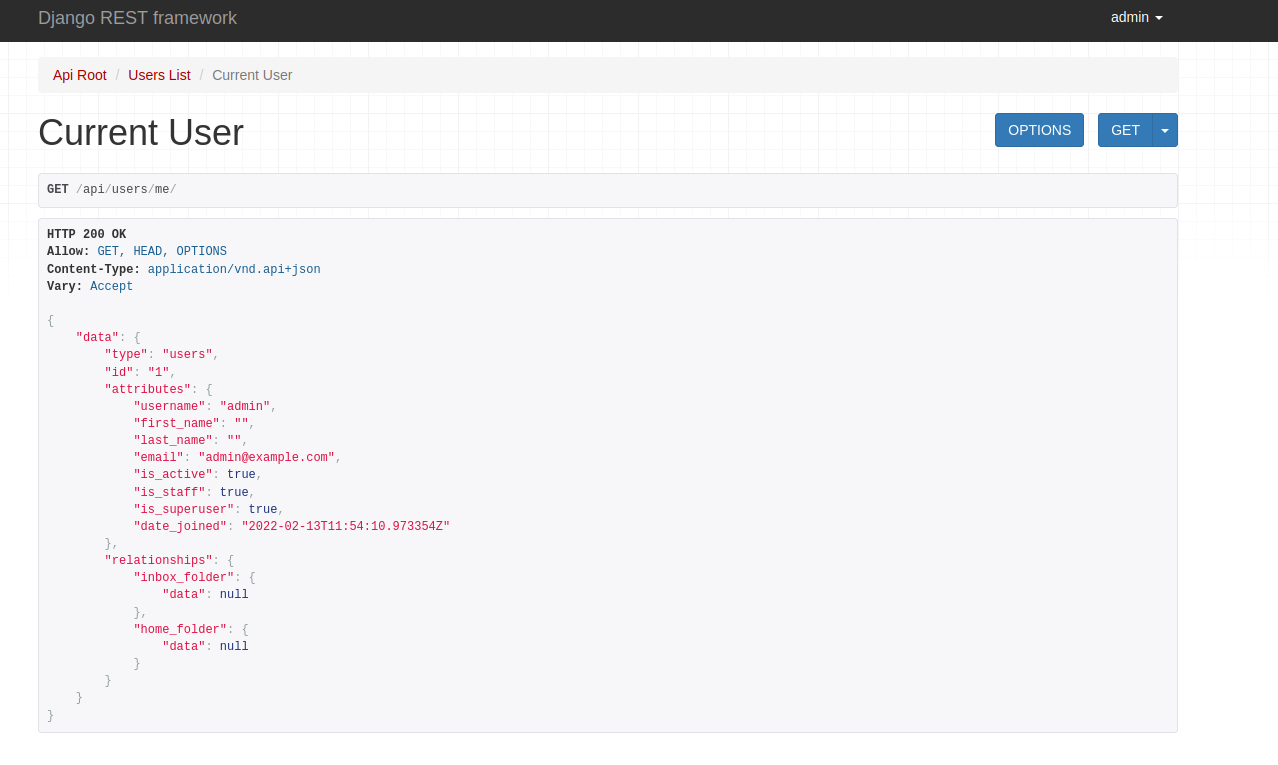 Django REST framework
admin
Api Root / Users List / Current User
Current User
OPTIONS
GET
GET /api/users/me/
HTTP 200 OK
Allow: GET, HEAD, OPTIONS
Content-Type: application/vnd.api+json
Vary: Accept
{
    "data": {
        "type": "users",
        "id": "1",
        "attributes": {
            "username": "admin",
            "first_name": "",
            "last_name": "",
            "email": "admin@example.com",
            "is_active": true,
            "is_staff": true,
            "is_superuser": true,
            "date_joined": "2022-02-13T11:54:10.973354Z"
        },
        "relationships": {
            "inbox_folder": {
                "data": null
            },
            "home_folder": {
                "data": null
            }
        }
    }
}